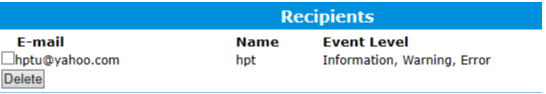 Recipients
E-mail Name Event Level
hptu@yahoo.com hpt Information, Warning, Error
Delete